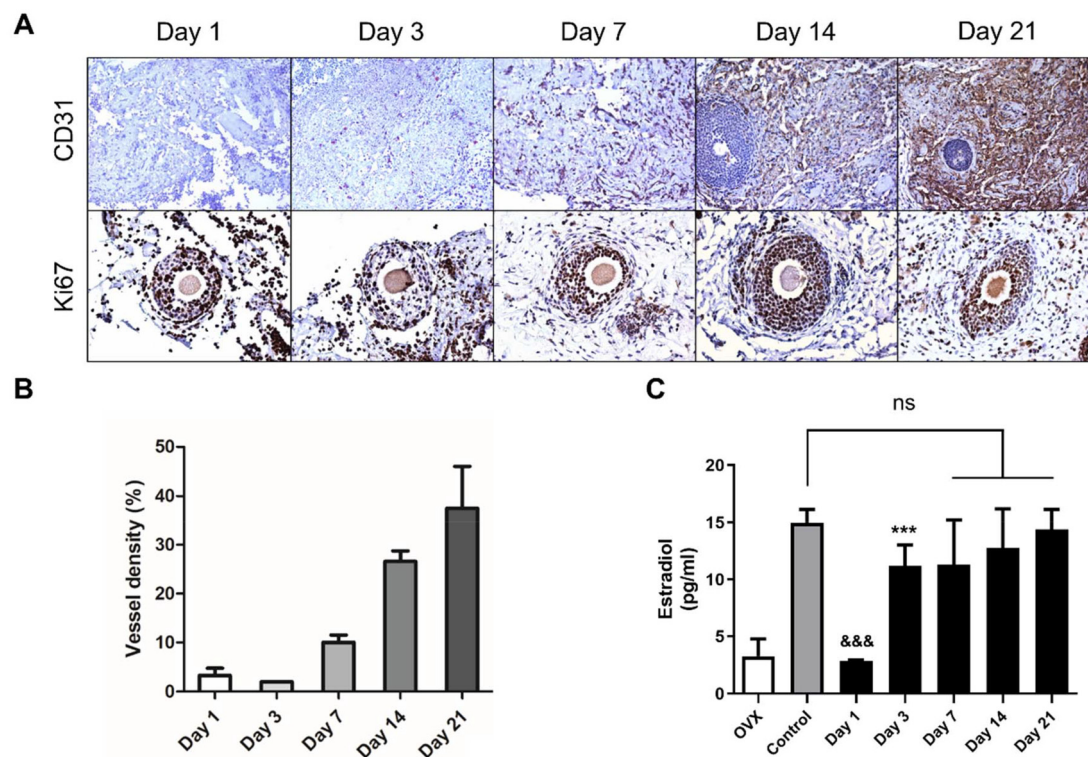 A
Day 1 Day 3 Day 7 Day 14 Day 21
CD31
Ki67
B
Vessel density (%)
50
40
30
20
10
0
Day 1 Day 3 Day 7 Day 14 Day 21
C
ns
Estradiol
(pg/ml)
20
15
10
5
0
&&&
***
OVX Control Day 1 Day 3 Day 7 Day 14 Day 21